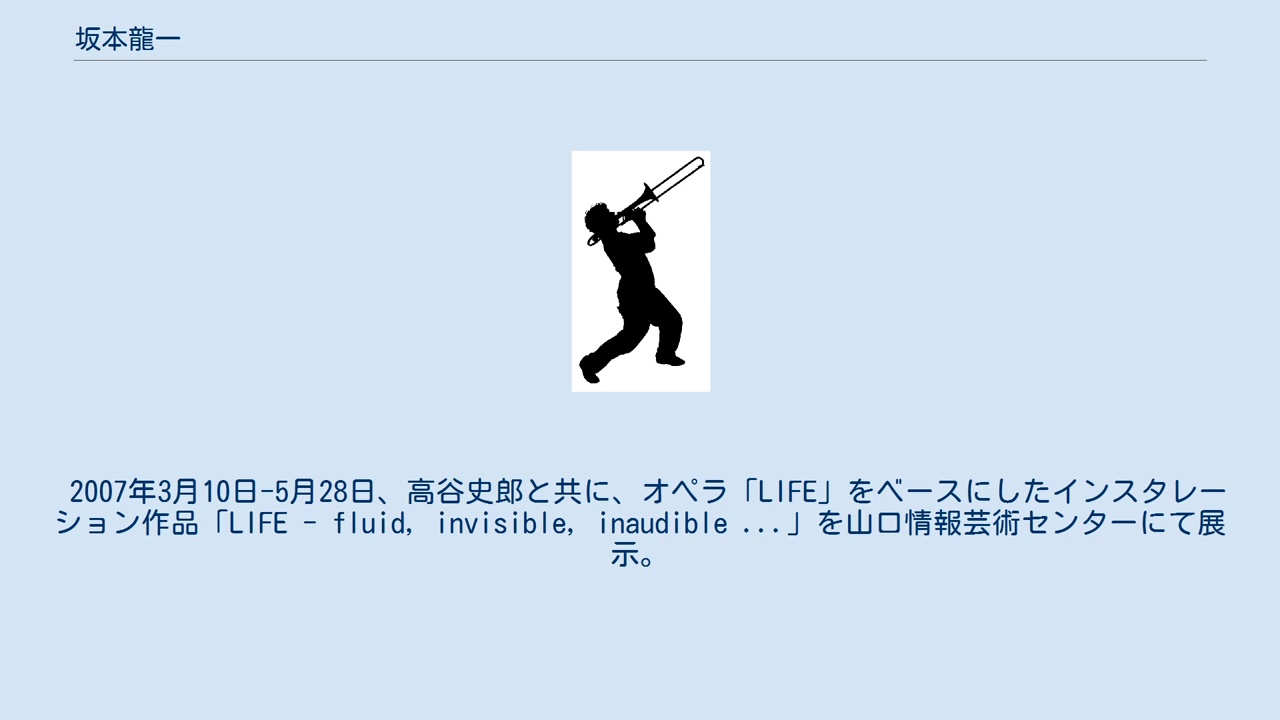 坂本龍一
2007年3月10日-5月28日、高谷史郎と共に、オペラ「LIFE」をベースにしたインスタレー
ション作品「LIFE - fluid, invisible, inaudible ...」を山口情報芸術センターにて展
示。